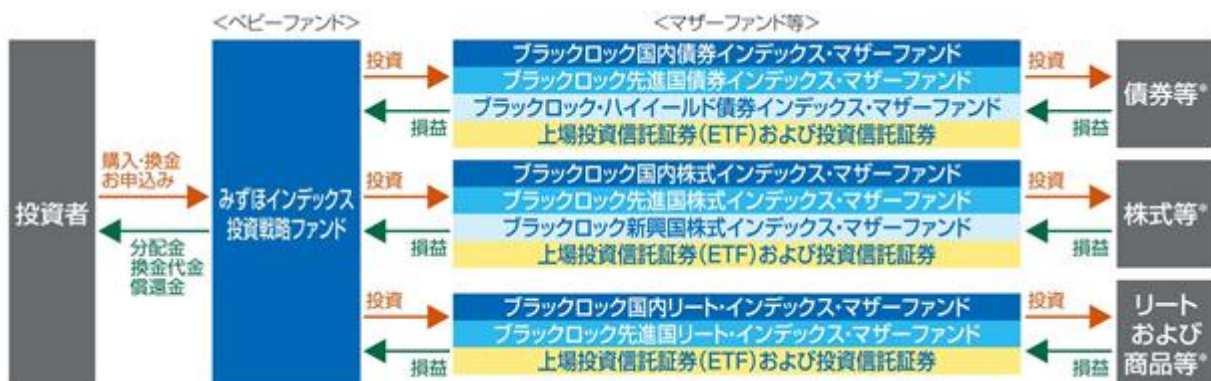 <ベビーファンド>
<マザーファンド等>
投資者
購入・換金
お申込み
分配金
換金代金
償還金
みずほインデックス
投資戦略ファンド
投資
損益
ブラックロック国内債券インデックス・マザーファンド
ブラックロック先進国債券インデックス・マザーファンド
ブラックロック・ハイイールド債券インデックス・マザーファンド
上場投資信託証券(ETF)および投資信託証券
投資
損益
債券等*
投資
損益
ブラックロック国内株式インデックス・マザーファンド
ブラックロック先進国株式インデックス・マザーファンド
ブラックロック新興国株式インデックス・マザーファンド
上場投資信託証券(ETF)および投資信託証券
投資
損益
株式等*
投資
損益
ブラックロック国内リート・インデックス・マザーファンド
ブラックロック先進国リート・インデックス・マザーファンド
上場投資信託証券(ETF)および投資信託証券
投資
損益
リート
および
商品等*